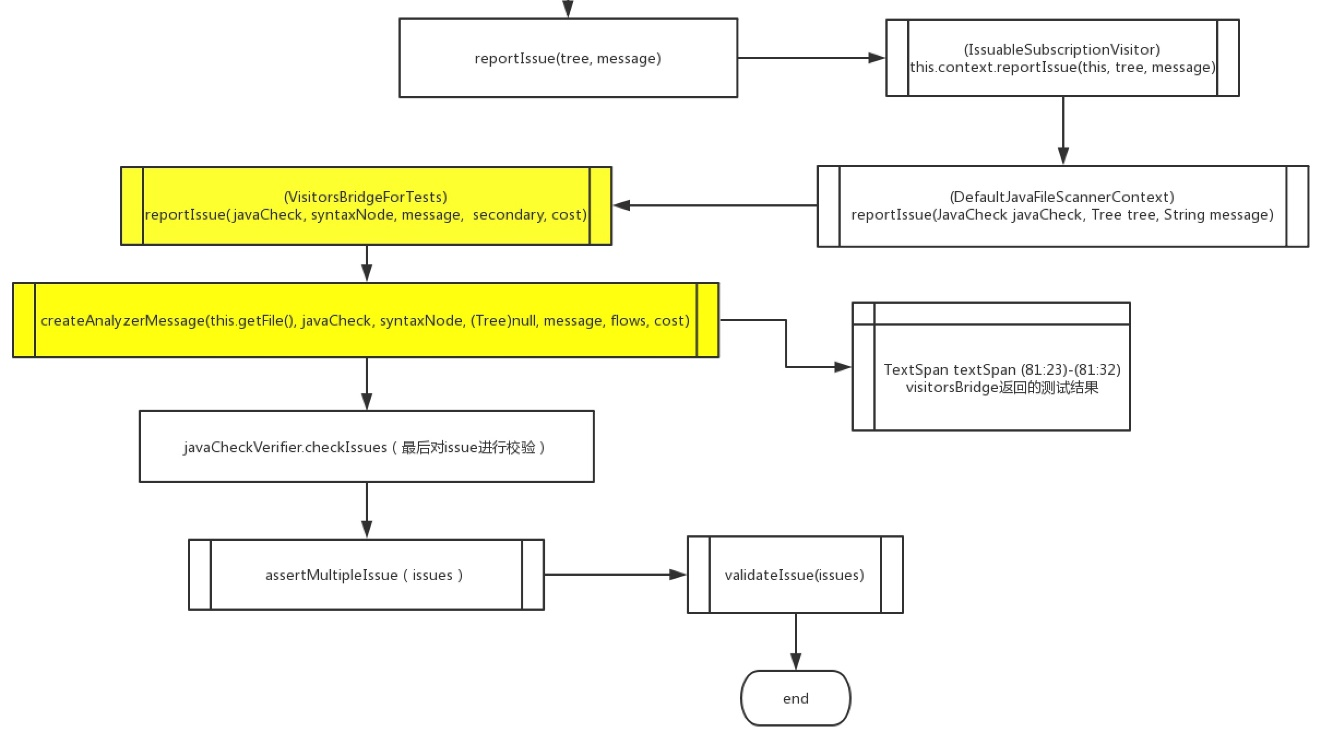 reportIssue(tree, message)
(IssuableSubscriptionVisitor)
this.context.reportIssue(this, tree, message)
(VisitorsBridgeForTests)
reportIssue( javaCheck, syntaxNode, message,  secondary, cost)
(DefaultJavaFileScannerContext)
reportIssue(JavaCheck javaCheck, Tree tree, String message)
createAnalyzerMessage(this.getFile(), javaCheck, syntaxNode, (Tree)null, message, flows, cost)
TextSpan textSpan (81:23)-(81:32)
visitorsBridge返回的测试结果
javaCheckVerifier.checkIssues（最后对issue进行校验）
assertMultipleIssue（issues）
validateIssue(issues)
end